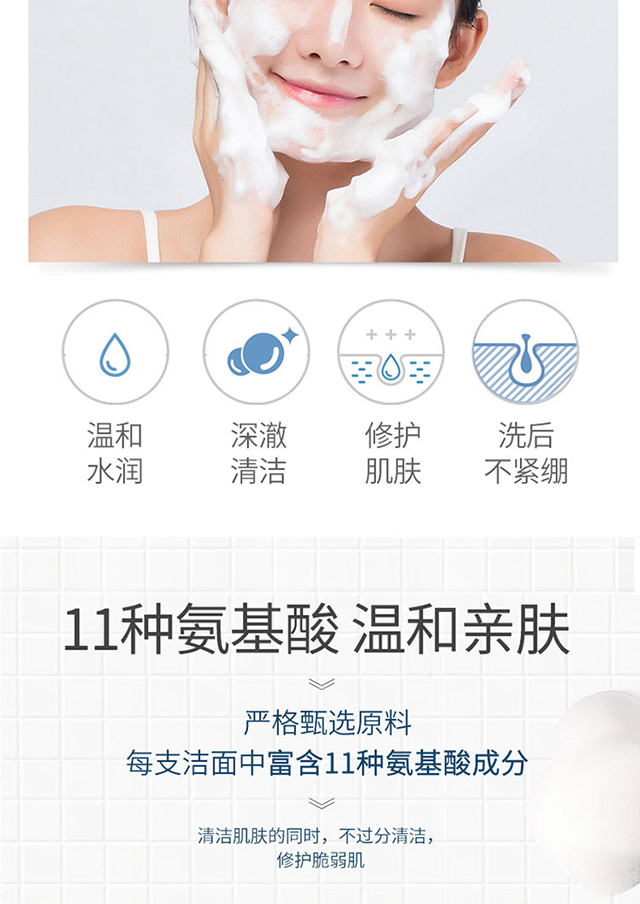 温和
水润
深澈
清洁
修护
肌肤
洗后
不紧绷
11种氨基酸 温和亲肤
严格甄选原料
每支洁面中富含11种氨基酸成分
清洁肌肤的同时，不过分清洁，
修护脆弱肌